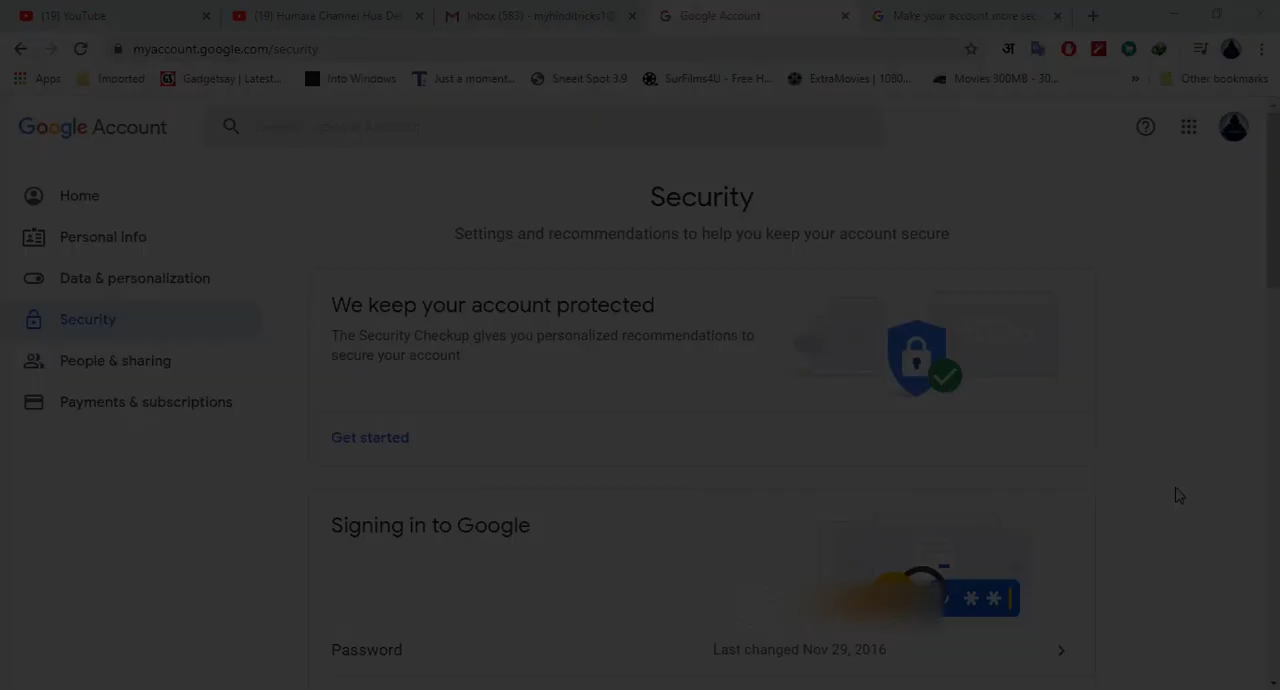 (19) YouTube
(19) Humara Channel Hua Del
Inbox (583) - myhinditricks1@
Google Account
Make your account more sec
myaccount.google.com/security
Apps
Imported
Gadgetsay | Latest...
Into Windows
Just a moment...
Sneeit Spot 3.9
SurFilms4U - Free H...
ExtraMovies | 1080...
Movies 300MB - 30...
»
Other bookmarks
Google Account
Home
Personal info
Data & personalization
Security
People & sharing
Payments & subscriptions
Security
Settings and recommendations to help you keep your account secure
We keep your account protected
The Security Checkup gives you personalized recommendations to
secure your account
Get started
Signing in to Google
Password
Last changed Nov 29, 2016